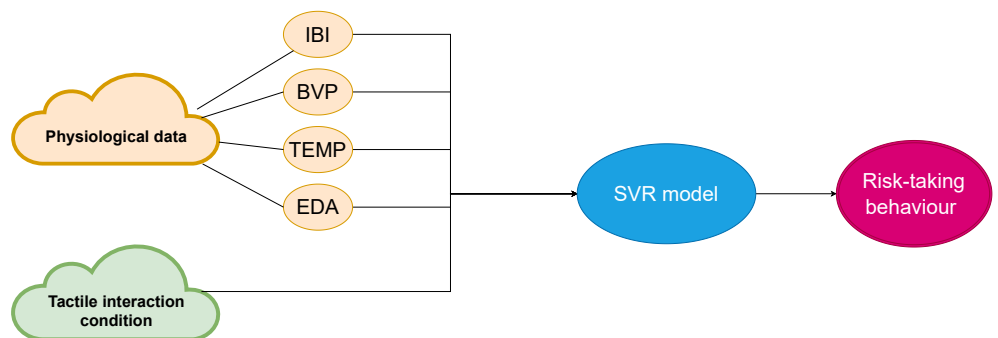 IBI
BVP
Physiological data
TEMP
EDA
SVR model
Risk-taking
behaviour
Tactile interaction
condition